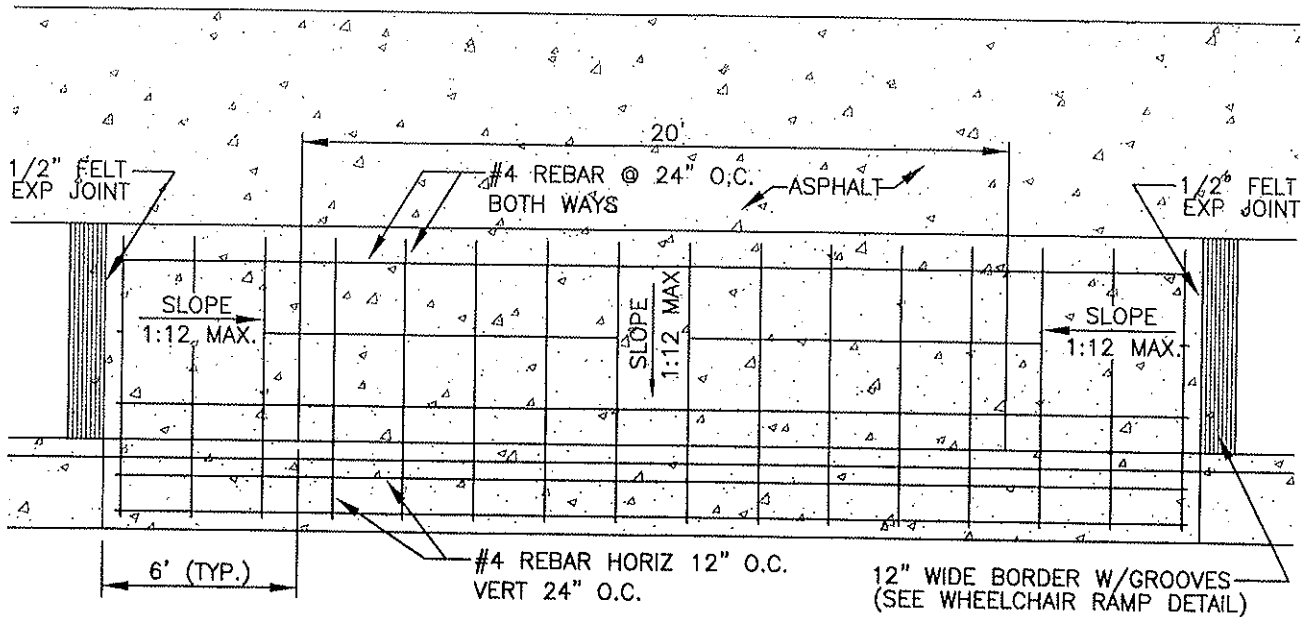 20'
1/2" FELT
EXP JOINT
#4 REBAR @ 24" O.C.
BOTH WAYS
ASPHALT
1/2" FELT
EXP JOINT
SLOPE
1:12 MAX.
SLOPE
1:12 MAX
SLOPE
1:12 MAX.
6' (TYP.)
#4 REBAR HORIZ 12" O.C.
VERT 24" O.C.
12" WIDE BORDER W/GROOVES
(SEE WHEELCHAIR RAMP DETAIL)